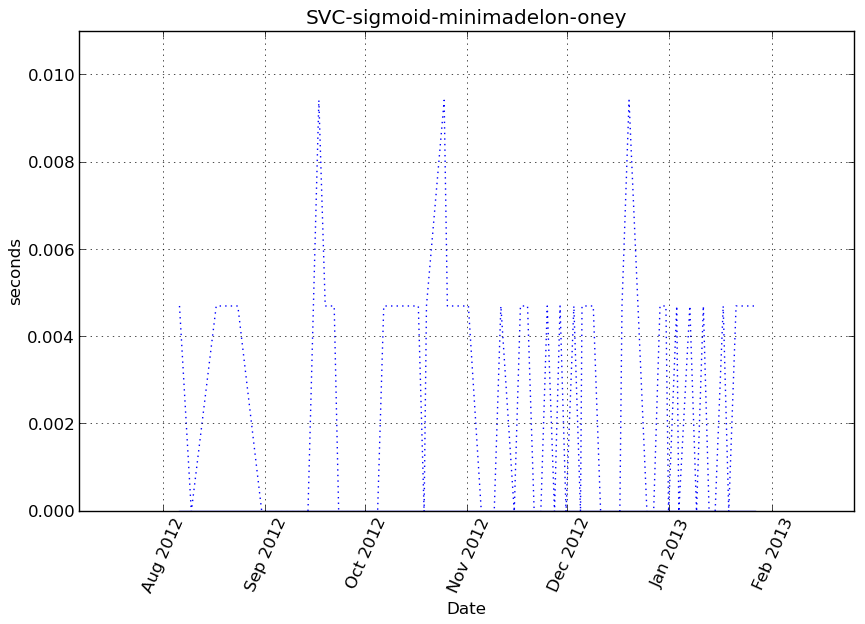 SVC-sigmoid-minimadelon-oney
0.010
0.008
0.006
0.004
0.002
0.000
seconds
Aug 2012
Sep 2012
Oct 2012
Nov 2012
Dec 2012
Jan 2013
Feb 2013
Date